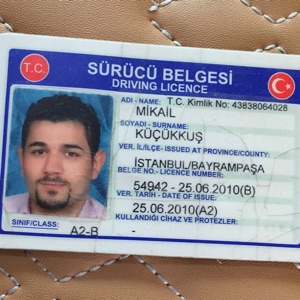 T.C.
SÜRÜCÜ BELGESİ
DRIVING LICENCE
ADI - NAME: T.C. Kimlik No: 43838064028
MİKAİL
SOYADI - SURNAME:
KÜÇÜKKUŞ
VER. İL/İLÇE- ISSUED AT PROVINCE/COUNTY:
İSTANBUL/BAYRAMPAŞA
BELGE NO.- LICENCE NUMBER:
54942 - 25.06.2010(B)
VER. TARİH - DATE OF ISSUE:
25.06.2010(A2)
KULLANDIĞI CİHAZ ve PROTEZLER:
-
SINIF/CLASS: A2-B